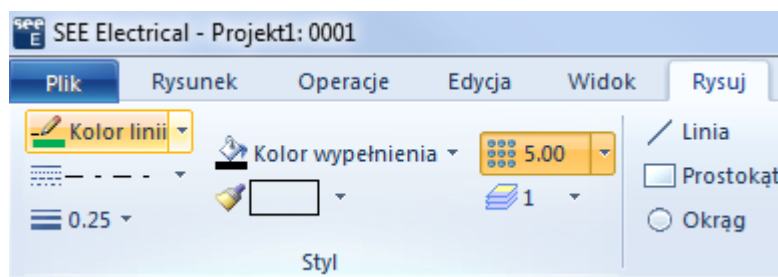 see E SEE Electrical - Projekt1: 0001
Plik Rysunek Operacje Edycja Widok Rysuj
Kolor linii Kolor wypełnienia 5.00 Linia
1 Prostokąt
0.25 Okrąg
Styl